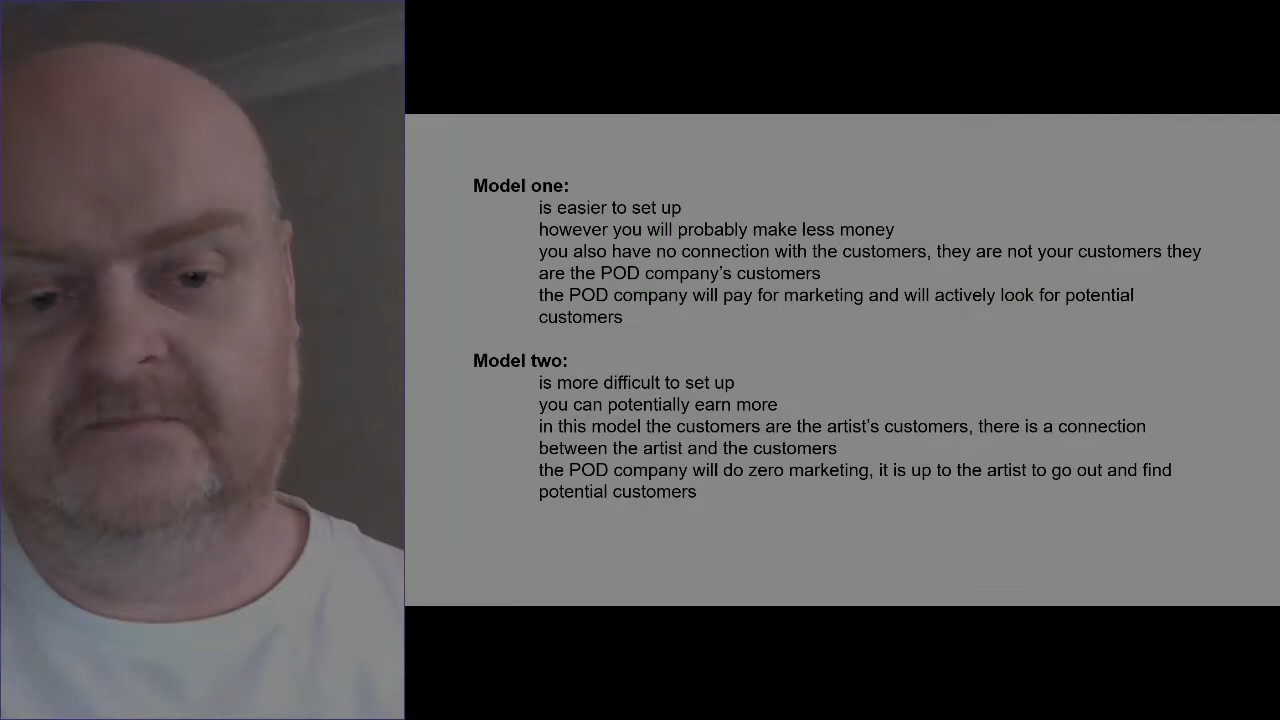 Model one:
is easier to set up
however you will probably make less money
you also have no connection with the customers, they are not your customers they
are the POD company’s customers
the POD company will pay for marketing and will actively look for potential
customers
Model two:
is more difficult to set up
you can potentially earn more
in this model the customers are the artist’s customers, there is a connection
between the artist and the customers
the POD company will do zero marketing, it is up to the artist to go out and find
potential customers